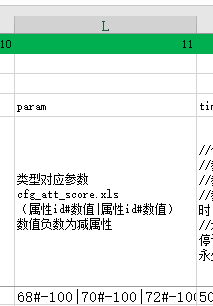 L
10 11
param tim
类型对应参数
cfg_att_score.xls
（属性id#数值|属性id#数值）
数值负数为减属性
//
//
//
//
时
//
停
永
68#-100|70#-100|72#-100|50